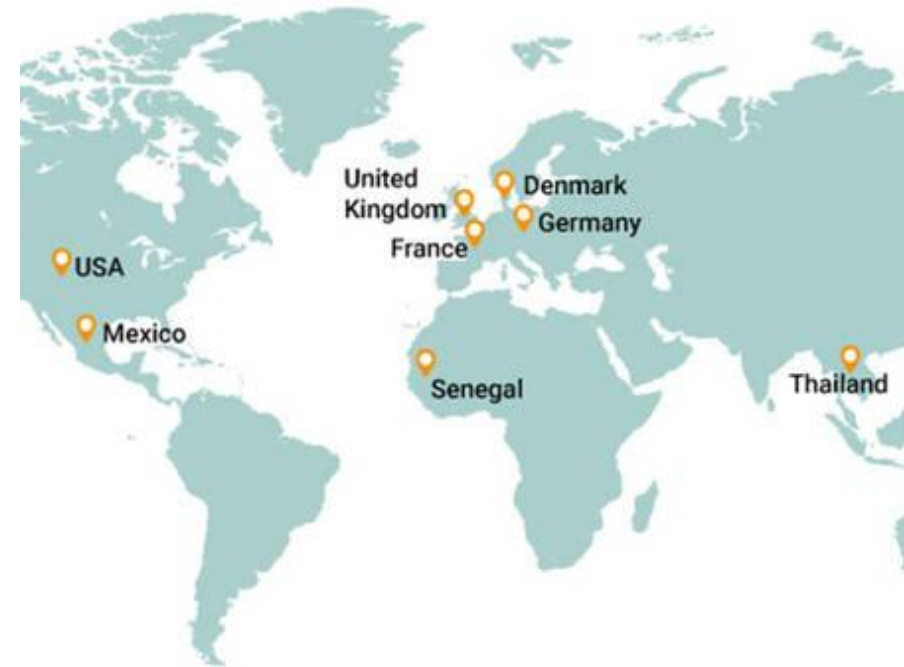 United
Kingdom
Denmark
Germany
France
USA
Mexico
Senegal
Thailand